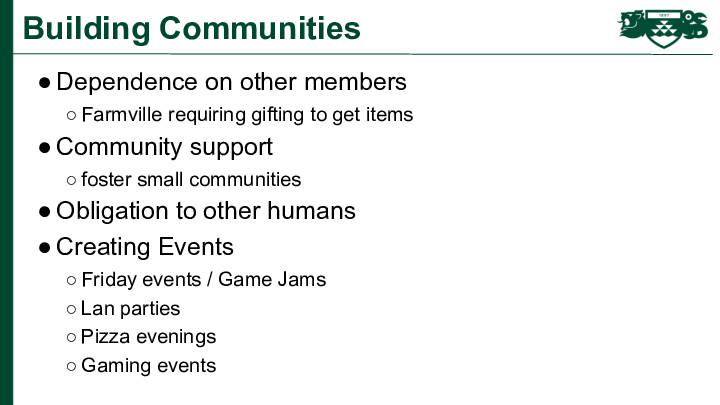 Building Communities
● Dependence on other members
○ Farmville requiring gifting to get items
● Community support
○ foster small communities
● Obligation to other humans
● Creating Events
○ Friday events / Game Jams
○ Lan parties
○ Pizza evenings
○ Gaming events